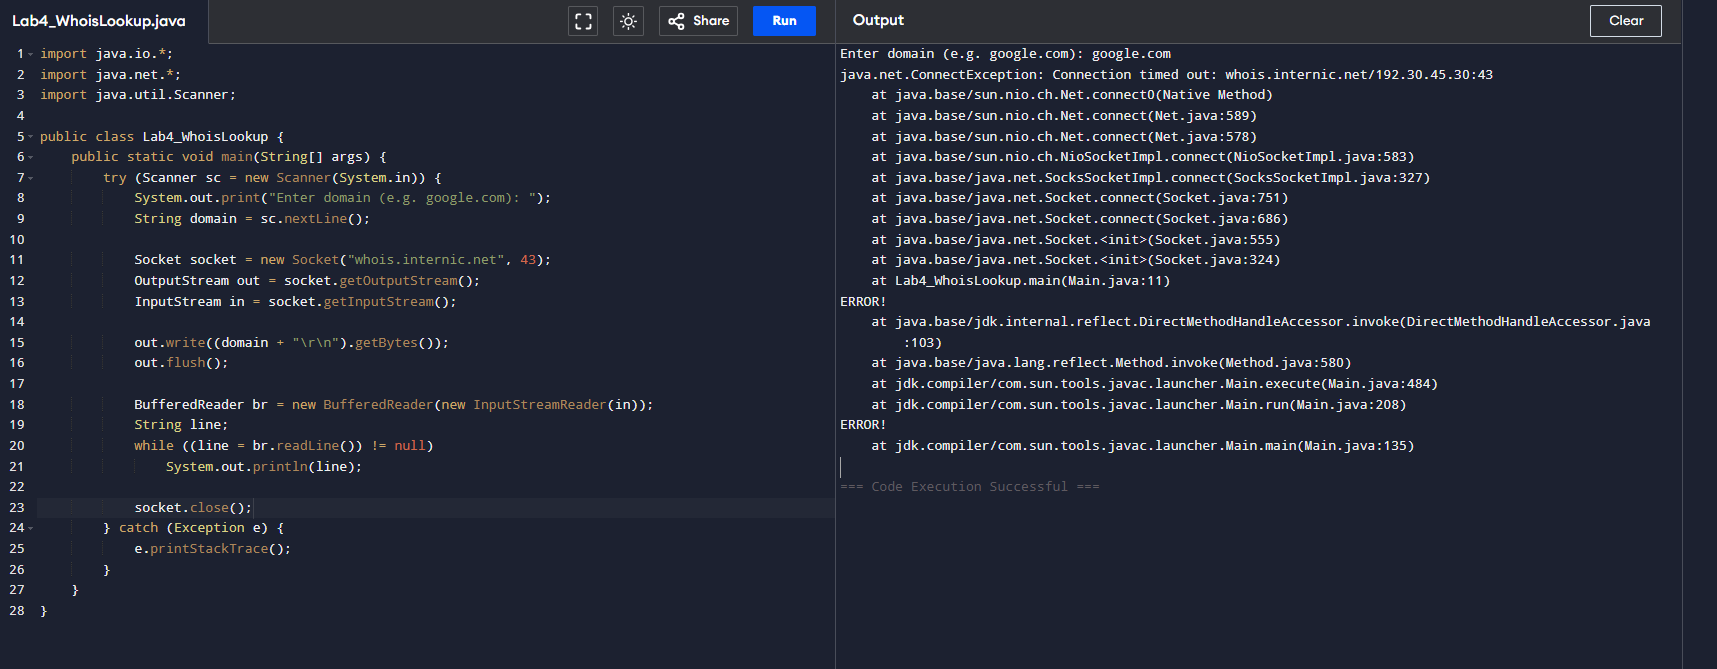 Lab4_WhoisLookup.java
Share
Run
1 import java.io.*;
2 import java.net.*;
3 import java.util.Scanner;
4
5 public class Lab4_WhoisLookup {
6     public static void main(String[] args) {
7         try (Scanner sc = new Scanner(System.in)) {
8             System.out.print("Enter domain (e.g. google.com): ");
9             String domain = sc.nextLine();
10
11             Socket socket = new Socket("whois.internic.net", 43);
12             OutputStream out = socket.getOutputStream();
13             InputStream in = socket.getInputStream();
14
15             out.write((domain + "\r\n").getBytes());
16             out.flush();
17
18             BufferedReader br = new BufferedReader(new InputStreamReader(in));
19             String line;
20             while ((line = br.readLine()) != null)
21                 System.out.println(line);
22
23             socket.close();
24         } catch (Exception e) {
25             e.printStackTrace();
26         }
27     }
28 }
Output
Clear
Enter domain (e.g. google.com): google.com
java.net.ConnectException: Connection timed out: whois.internic.net/192.30.45.30:43
    at java.base/sun.nio.ch.Net.connect0(Native Method)
    at java.base/sun.nio.ch.Net.connect(Net.java:589)
    at java.base/sun.nio.ch.Net.connect(Net.java:578)
    at java.base/sun.nio.ch.NioSocketImpl.connect(NioSocketImpl.java:583)
    at java.base/java.net.SocksSocketImpl.connect(SocksSocketImpl.java:327)
    at java.base/java.net.Socket.connect(Socket.java:751)
    at java.base/java.net.Socket.connect(Socket.java:686)
    at java.base/java.net.Socket.<init>(Socket.java:555)
    at java.base/java.net.Socket.<init>(Socket.java:324)
    at Lab4_WhoisLookup.main(Main.java:11)
ERROR!
    at java.base/jdk.internal.reflect.DirectMethodHandleAccessor.invoke(DirectMethodHandleAccessor.java
        :103)
    at java.base/java.lang.reflect.Method.invoke(Method.java:580)
    at jdk.compiler/com.sun.tools.javac.launcher.Main.execute(Main.java:484)
    at jdk.compiler/com.sun.tools.javac.launcher.Main.run(Main.java:208)
ERROR!
    at jdk.compiler/com.sun.tools.javac.launcher.Main.main(Main.java:135)
=== Code Execution Successful ===